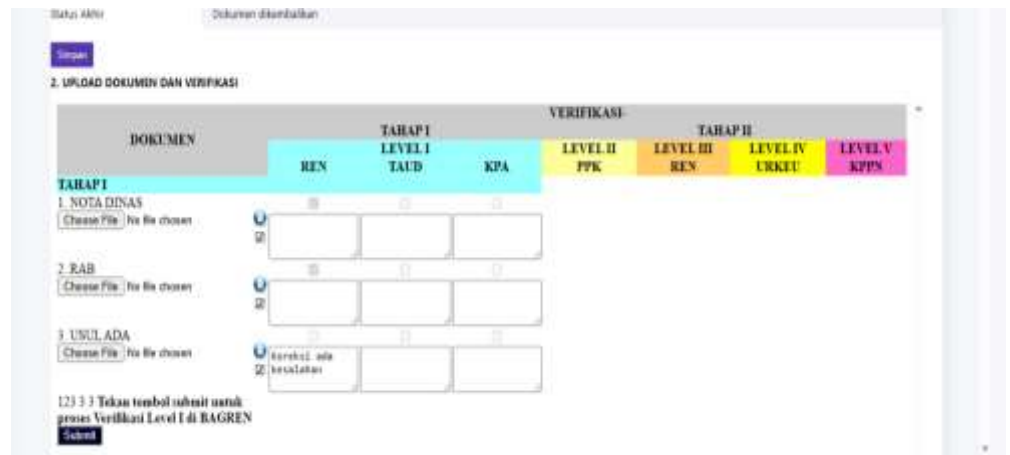 Status Akhir Dokumen dikembalikan
Simpan
2. UPLOAD DOKUMEN DAN VERIFIKASI
VERIFIKASI
DOKUMEN TAHAP I TAHAP II
LEVEL I LEVEL II LEVEL III LEVEL IV LEVEL V
REN TAUD KPA PPK REN URKEU KPPN
TAHAP I
1. NOTA DINAS
Choose File No file chosen
2. RAB
Choose File No file chosen
3. USUL ADA
Choose File No file chosen
Koreksi ada
kesalahan
123 3 3 Tekan tombol submit untuk
proses Verifikasi Level I di BAGREN
Submit